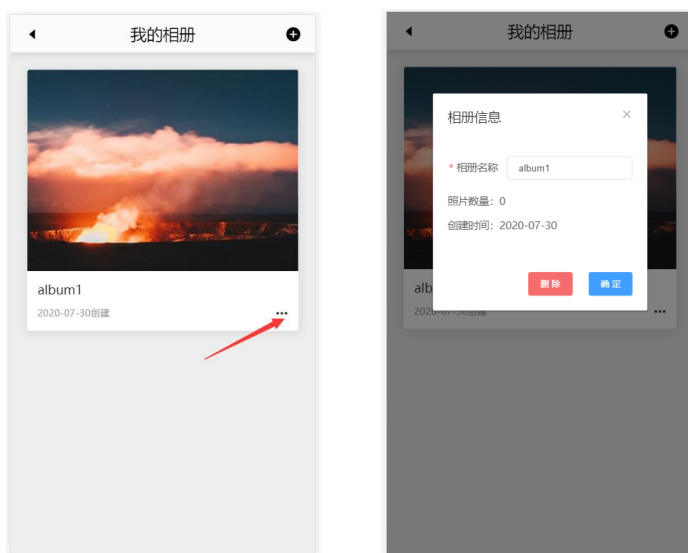 我的相册
album1
2020-07-30创建
我的相册
相册信息
* 相册名称 album1
照片数量：0
创建时间：2020-07-30
删除 确定
alb
2020-07-30创建